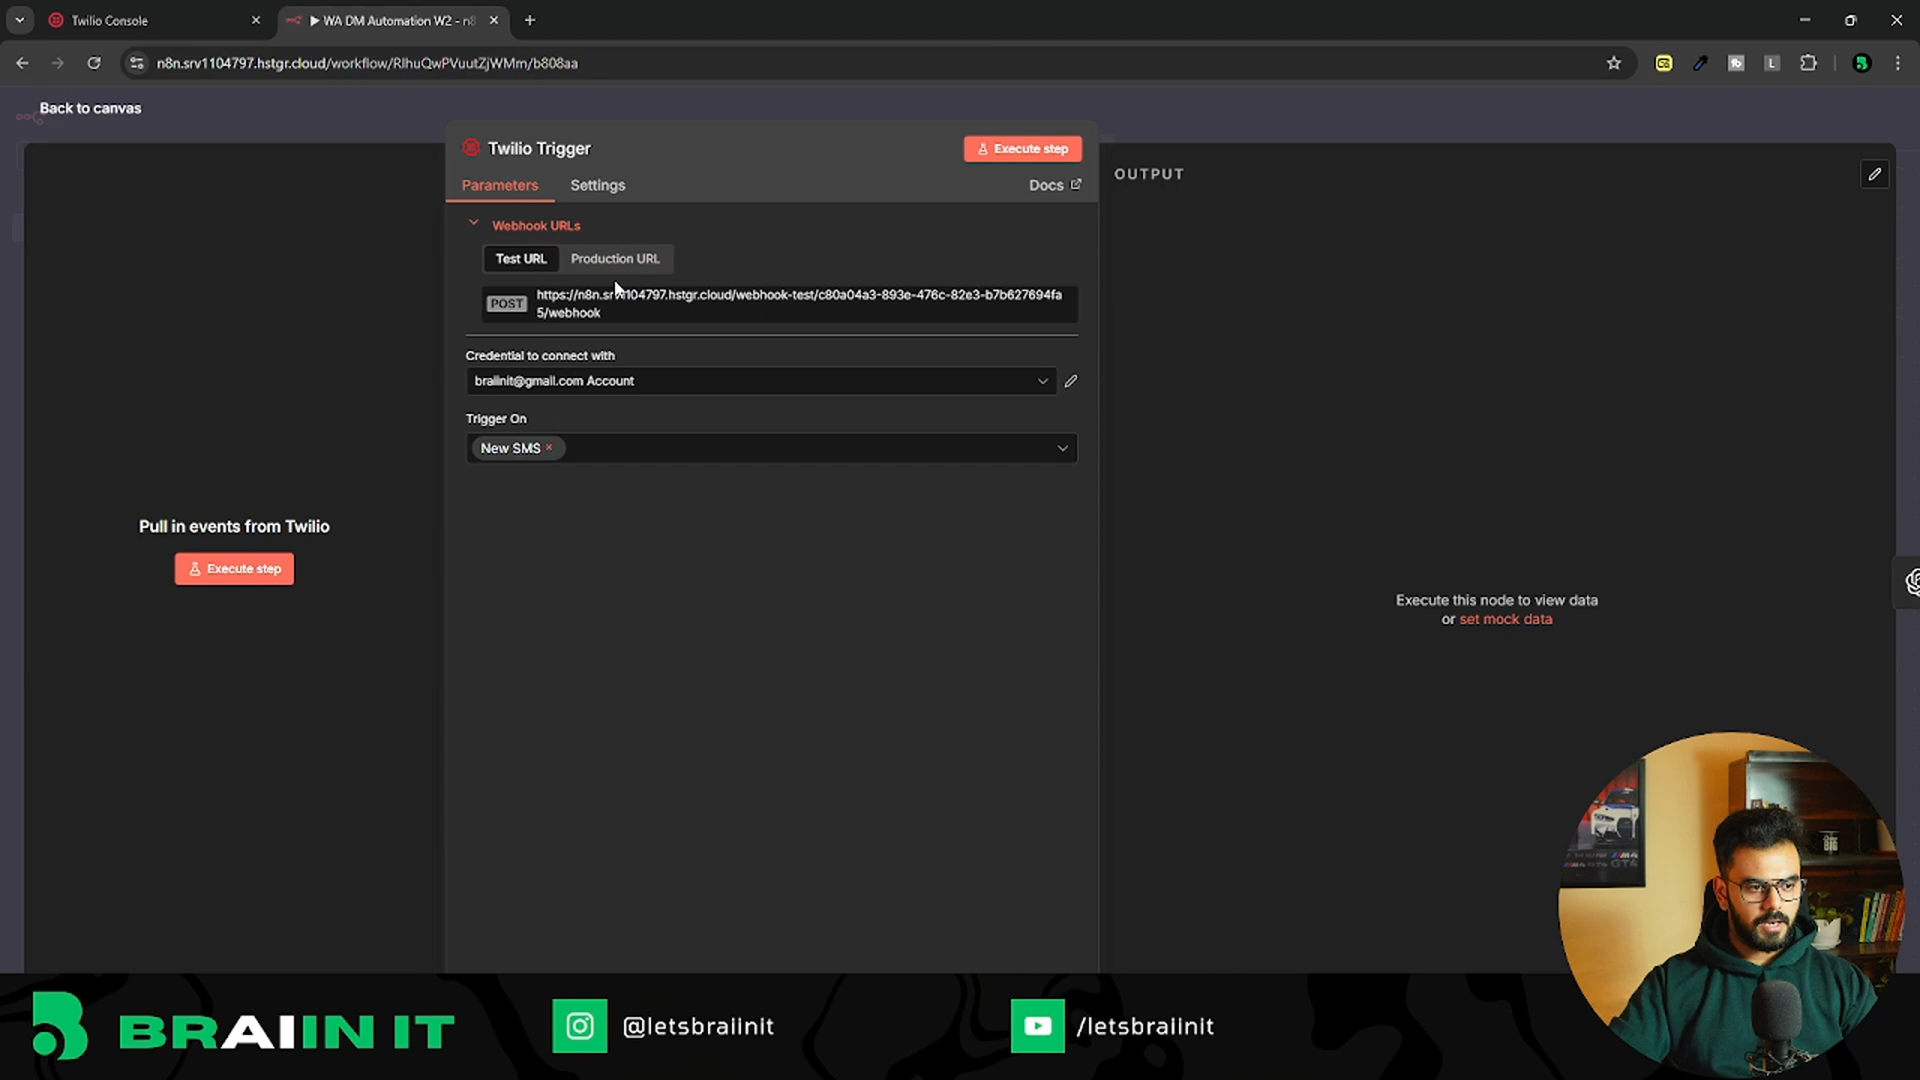 Twilio Console
▶ WA DM Automation W2 - n8
n8n.srv1104797.hstgr.cloud/workflow/RlhuQwPVuutZjWMm/b808aa
Back to canvas
Twilio Trigger
Execute step
Parameters
Settings
Docs
Webhook URLs
Test URL
Production URL
POST
https://n8n.srv1104797.hstgr.cloud/webhook-test/c80a04a3-893e-476c-82e3-b7b627694fa
5/webhook
Credential to connect with
braiinit@gmail.com Account
Trigger On
New SMS ×
Pull in events from Twilio
Execute step
OUTPUT
Execute this node to view data
or set mock data
BRAIIN IT
@letsbraiinit
/letsbraiinit